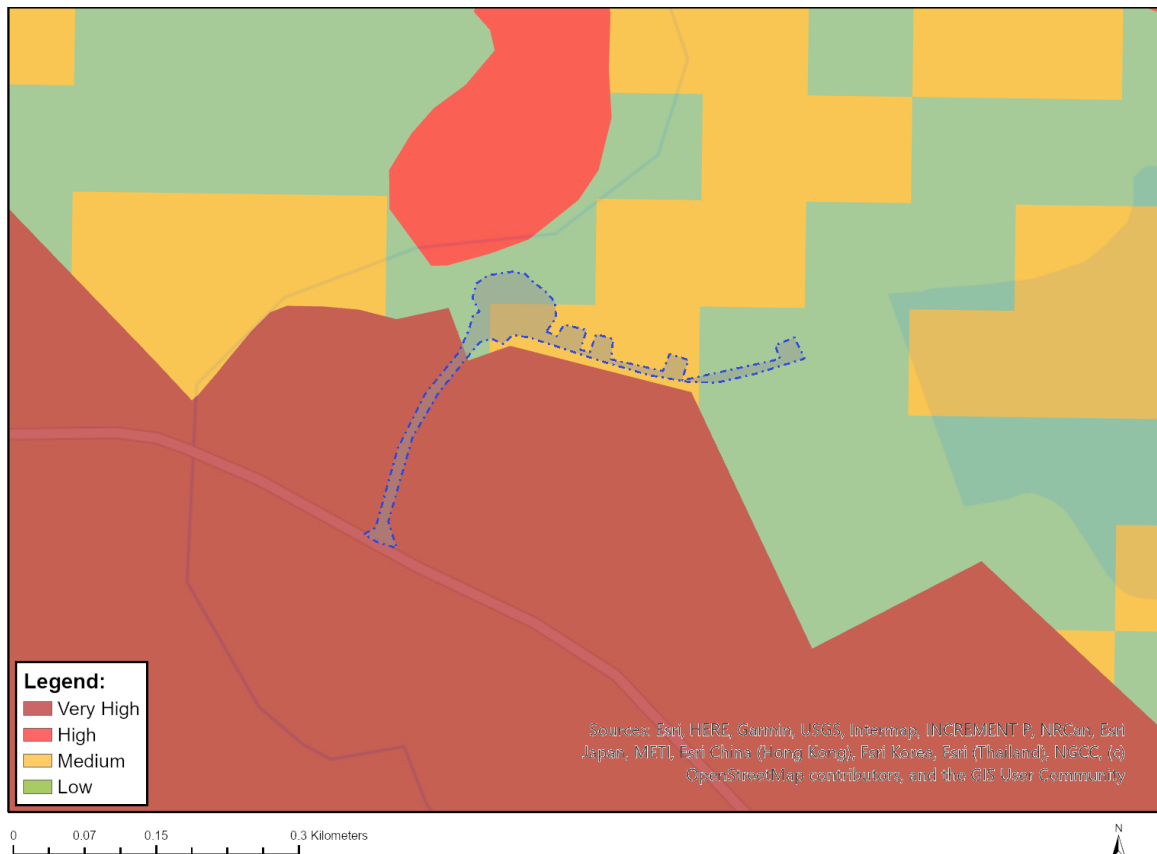 Legend:
Very High
High
Medium
Low
Sources: Esri, HERE, Garmin, USGS, Intermap, INCREMENT P, NRCan, Esri
Japan, METI, Esri China (Hong Kong), Esri Korea, Esri (Thailand), NGCC, (c)
OpenStreetMap contributors, and the GIS User Community
0 0.07 0.15 0.3 Kilometers
N